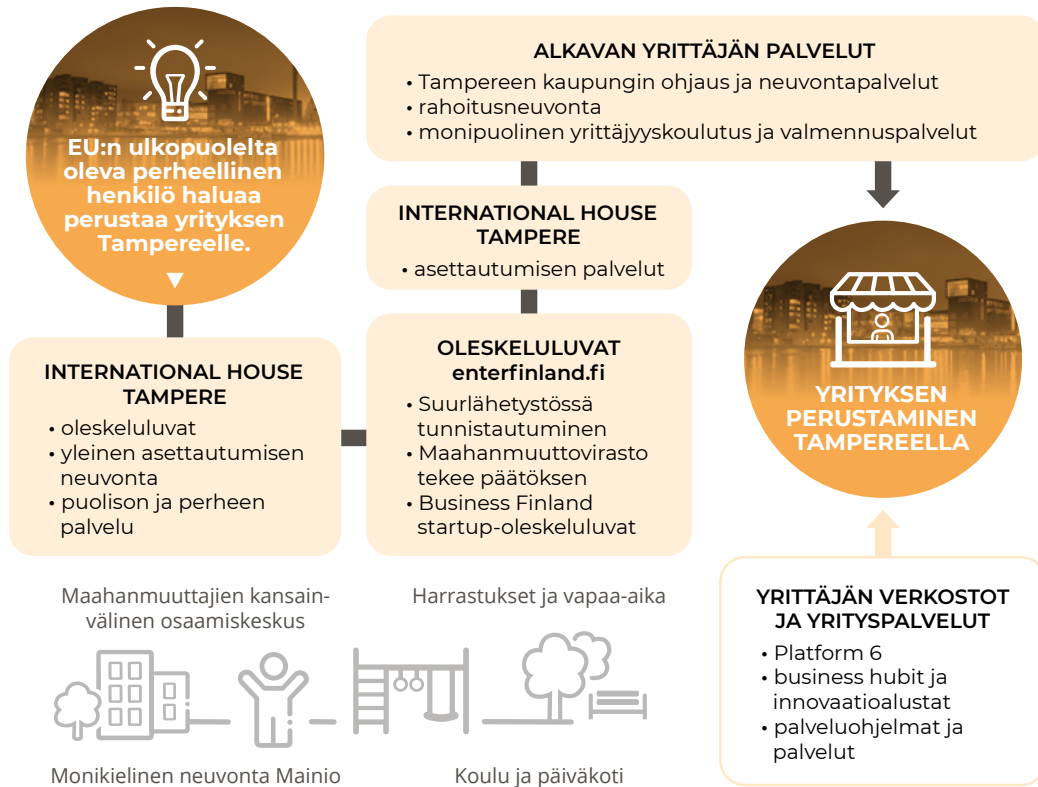 EU:n ulkopuolelta
oleva perheellinen
henkilö haluaa
perustaa yrityksen
Tampereelle.
INTERNATIONAL HOUSE
TAMPERE
• oleskeluluvat
• yleinen asettautumisen
neuvonta
• puolison ja perheen
palvelu
OLESKELULUVAT
enterfinland.fi
• Suurlähetystössä
tunnistautuminen
• Maahanmuuttovirasto
tekee päätöksen
• Business Finland
startup-oleskeluluvat
INTERNATIONAL HOUSE
TAMPERE
• asettautumisen palvelut
ALKAVAN YRITTÄJÄN PALVELUT
• Tampereen kaupungin ohjaus ja neuvontapalvelut
• rahoitusneuvonta
• monipuolinen yrittäjyyskoulutus ja valmennuspalvelut
YRITYKSEN
PERUSTAMINEN
TAMPEREELLA
YRITTÄJÄN VERKOSTOT
JA YRITYSPALVELUT
• Platform 6
• business hubit ja
innovaatioalustat
• palveluohjelmat ja
palvelut
Maahanmuuttajien kansain-
välinen osaamiskeskus
Harrastukset ja vapaa-aika
Monikielinen neuvonta Mainio
Koulu ja päiväkoti